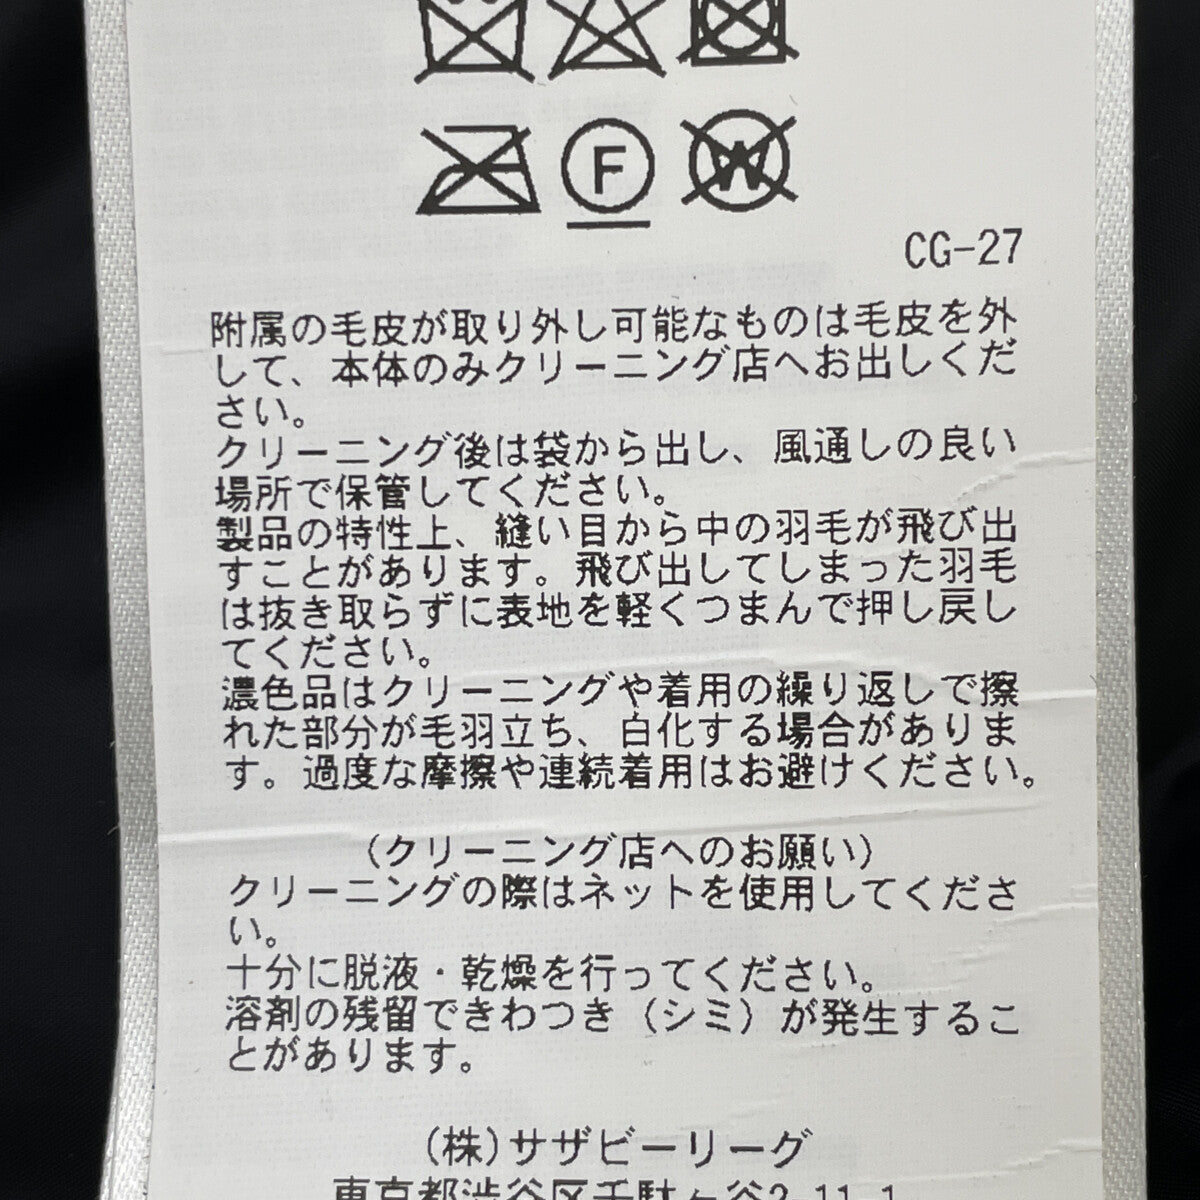 F
W
CG-27
附属の毛皮が取り外し可能なものは毛皮を外
して、本体のみクリーニング店へお出しくだ
さい。
クリーニング後は袋から出し、風通しの良い
場所で保管してください。
製品の特性上、縫い目から中の羽毛が飛び出
すことがあります。飛び出してしまった羽毛
は抜き取らずに表地を軽くつまんで押し戻し
てください。
濃色品はクリーニングや着用の繰り返しで擦
れた部分が毛羽立ち、白化する場合がありま
す。過度な摩擦や連続着用はお避けください。
(クリーニング店へのお願い)
クリーニングの際はネットを使用してくださ
い。
十分に脱液・乾燥を行ってください。
溶剤の残留できわつき(シミ)が発生するこ
とがあります。
(株)サザビーリーグ
東京都渋谷区千駄ヶ谷2-11-1